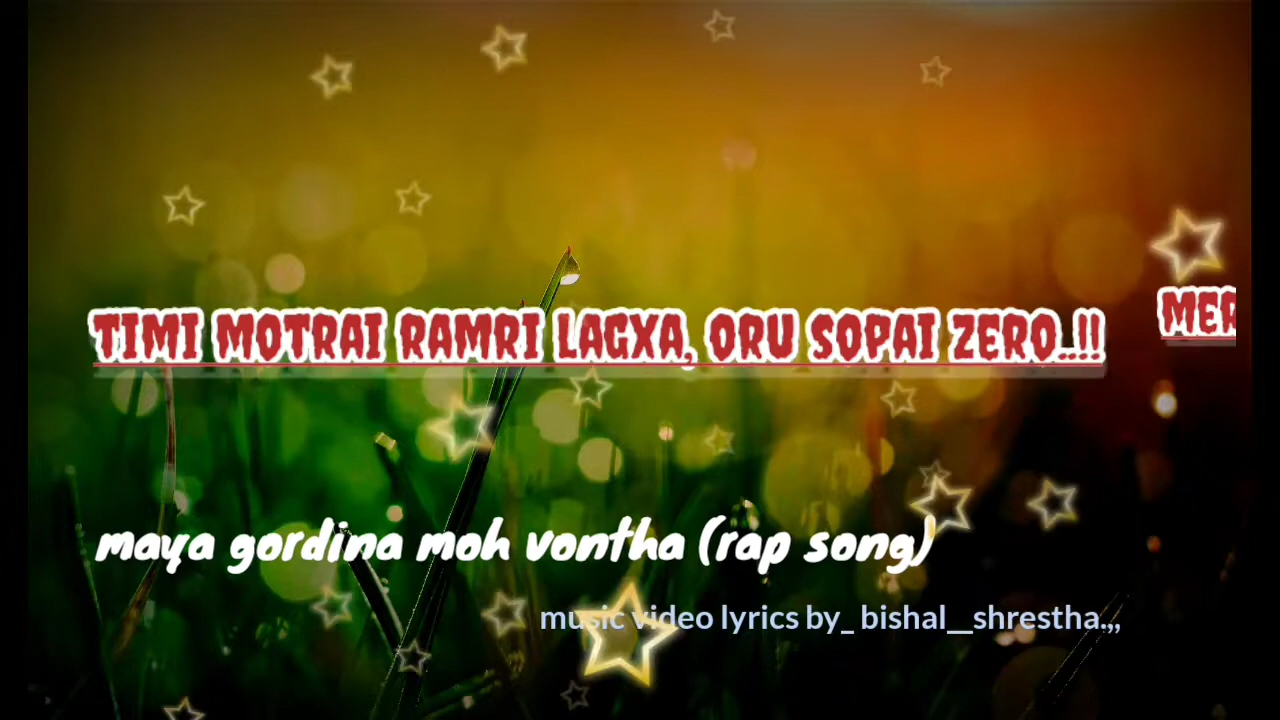 TIMI MOTRAI RAMRI LAGXA, ORU SOPAI ZERO..!!
maya gordina moh vontha (rap song)
music video lyrics by_ bishal__shrestha.,,